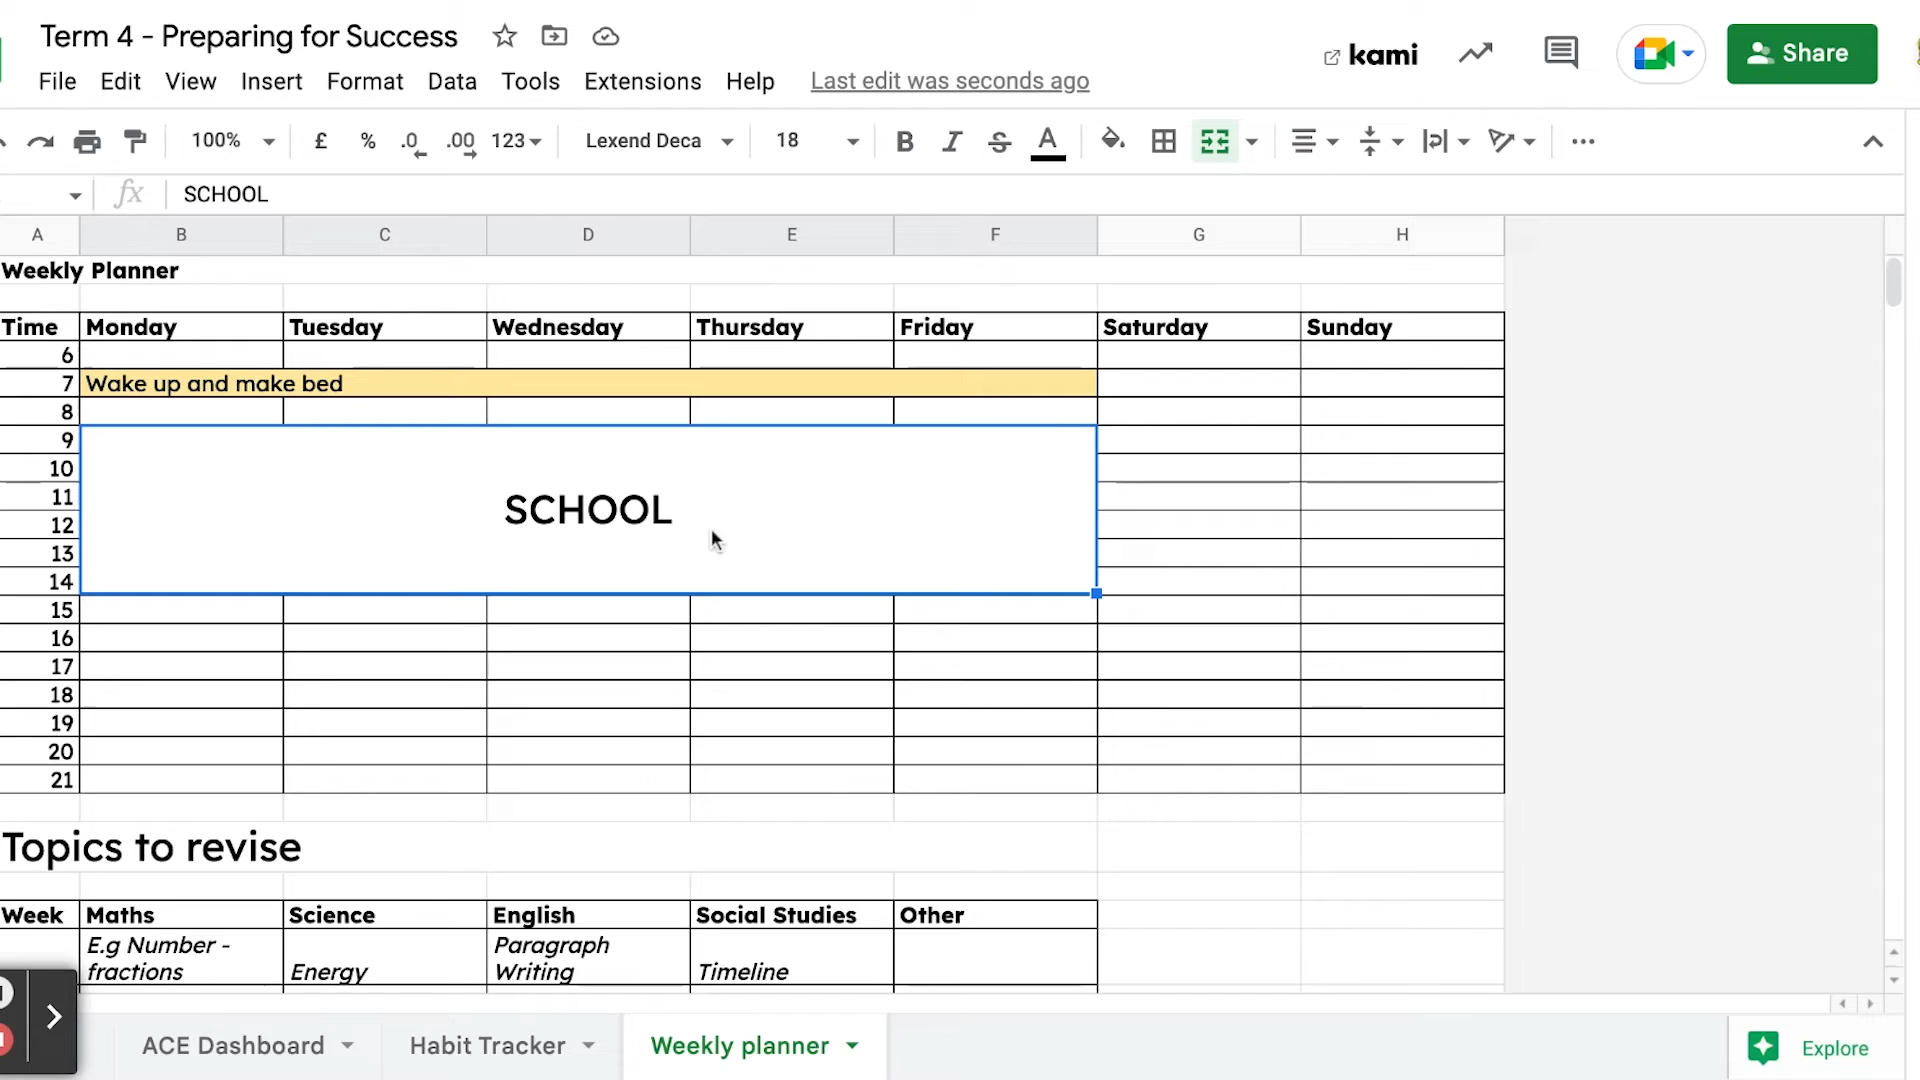 Term 4 - Preparing for Success
kami
Share
File Edit View Insert Format Data Tools Extensions Help Last edit was seconds ago
100% £ % .0 .00 123 Lexend Deca 18 B I S A
fx SCHOOL
A B C D E F G H
Weekly Planner
Time Monday Tuesday Wednesday Thursday Friday Saturday Sunday
6
7 Wake up and make bed
8
9
10
11
SCHOOL
12
13
14
15
16
17
18
19
20
21
Topics to revise
Week Maths Science English Social Studies Other
E.g Number - Paragraph
fractions Energy Writing Timeline
ACE Dashboard Habit Tracker Weekly planner Explore